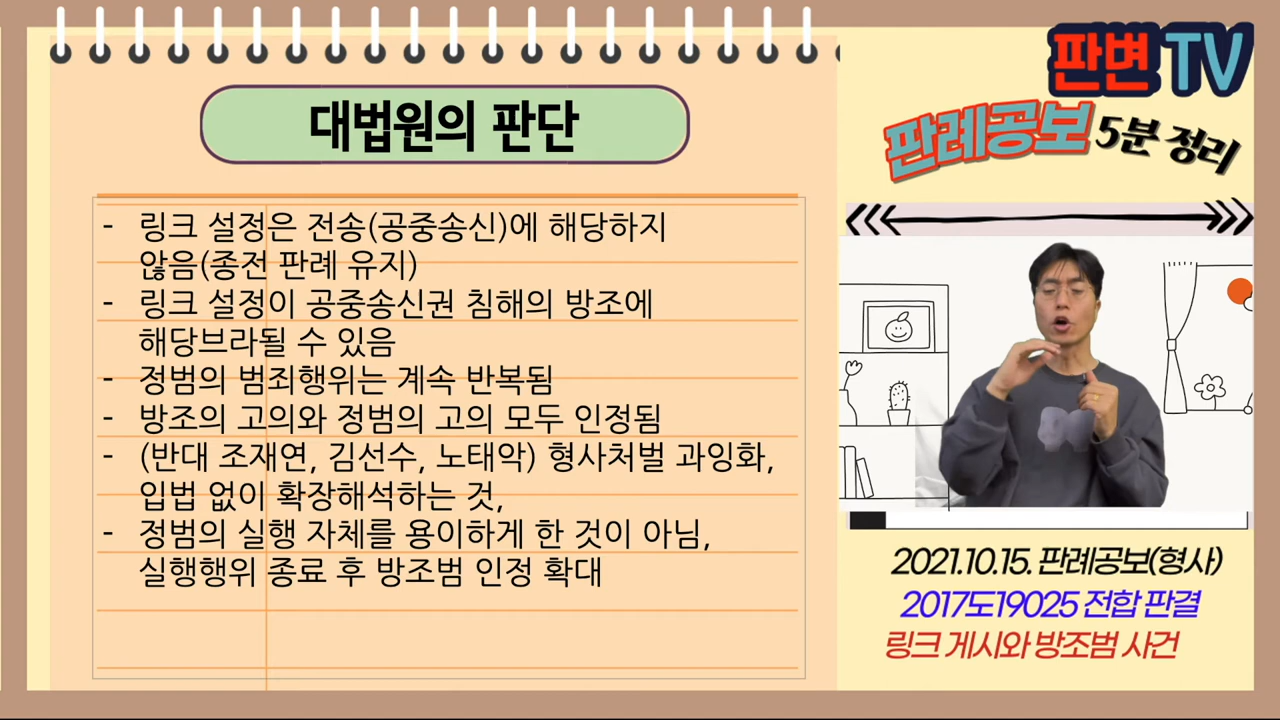 대법원의 판단
- 링크 설정은 전송(공중송신)에 해당하지
않음(종전 판례 유지)
- 링크 설정이 공중송신권 침해의 방조에
해당브라될 수 있음
- 정범의 범죄행위는 계속 반복됨
- 방조의 고의와 정범의 고의 모두 인정됨
- (반대 조재연, 김선수, 노태악) 형사처벌 과잉화,
입법 없이 확장해석하는 것,
- 정범의 실행 자체를 용이하게 한 것이 아님,
실행행위 종료 후 방조범 인정 확대
판변 TV
판례공보 5분 정리
2021.10.15. 판례공보(형사)
2017도19025 전합 판결
링크 게시와 방조범 사건